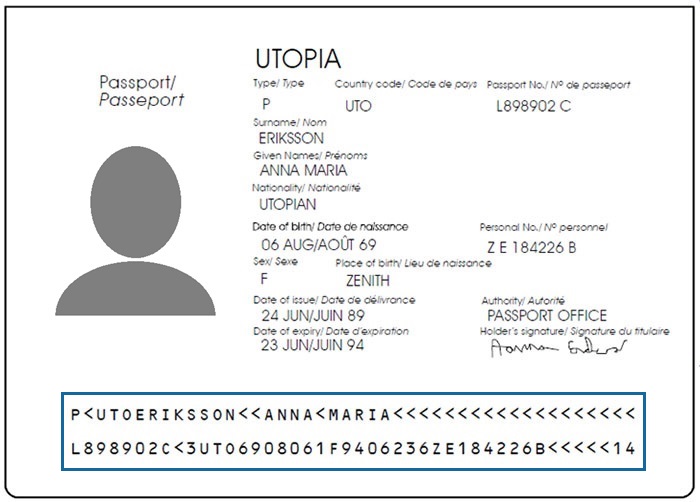 UTOPIA
Passport/
Passeport
Type/ Type Country code/ Code de pays Passport No./ Nº de passeport
P UTO L898902 C
Surname/ Nom
ERIKSSON
Given Names/ Prénoms
ANNA MARIA
Nationality/ Nationalité
UTOPIAN
Date of birth/ Date de naissance Personal No./ Nº personnel
06 AUG/AOÛT 69 Z E 184226 B
Sex/ Sexe Place of birth/ Lieu de naissance
F ZENITH
Date of issue/ Date de délivrance Authority/ Autorité
24 JUN/JUIN 89 PASSPORT OFFICE
Date of expiry/ Date d'expiration Holder's signature/ Signature du titulaire
23 JUN/JUIN 94
P<UTOERIKSSON<<ANNA<MARIA<<<<<<<<<<<<<<<<<<<
L898902C<3UTO6908061F9406236ZE184226B<<<<<14